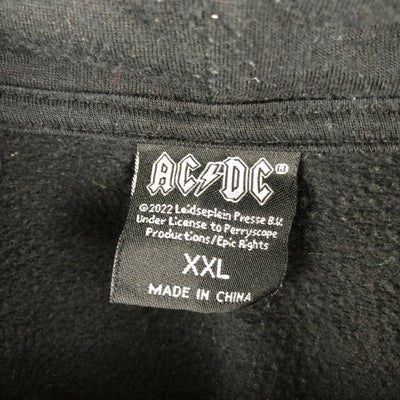 AC⚡DC®
©2022 Leidseplein Presse B.V.
Under License to Perryscope
Productions/Epic Rights
XXL
MADE IN CHINA